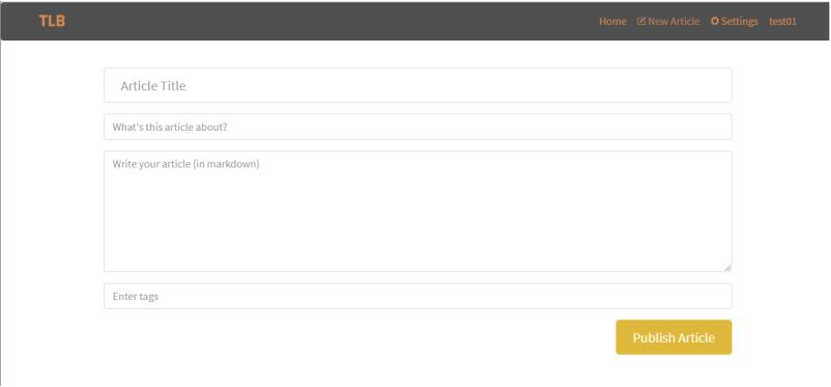 TLB
Home New Article Settings test01
Article Title
What's this article about?
Write your article (in markdown)
Enter tags
Publish Article